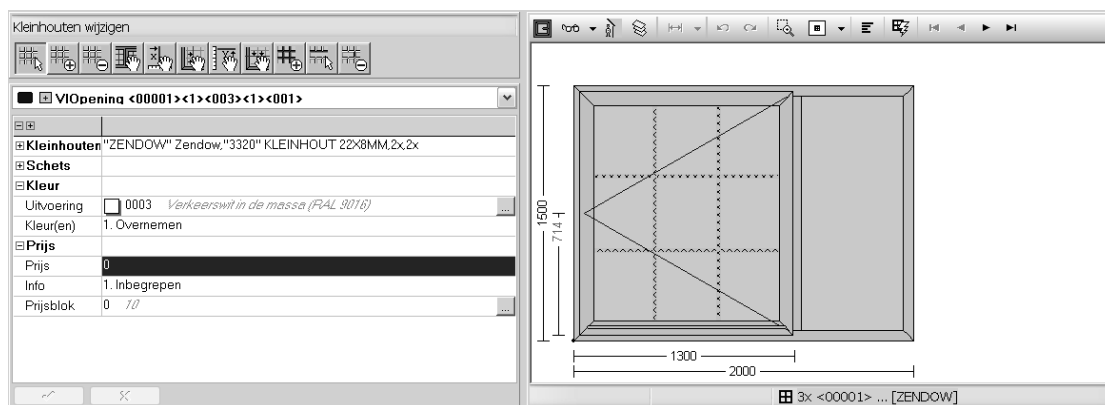 Kleinhouten wijzigen
VIOpening <00001><1><003><1><001>
Kleinhouten "ZENDOW" Zendow,"3320" KLEINHOUT 22X8MM,2x,2x
Schets
Kleur
Uitvoering 0003 Verkeerswit in de massa (RAL 9016) ...
Kleur(en) 1. Overnemen
Prijs
Prijs 0
Info 1. Inbegrepen
Prijsblok 0 10 ...
1500
714
1300
2000
3x <00001> ... [ZENDOW]